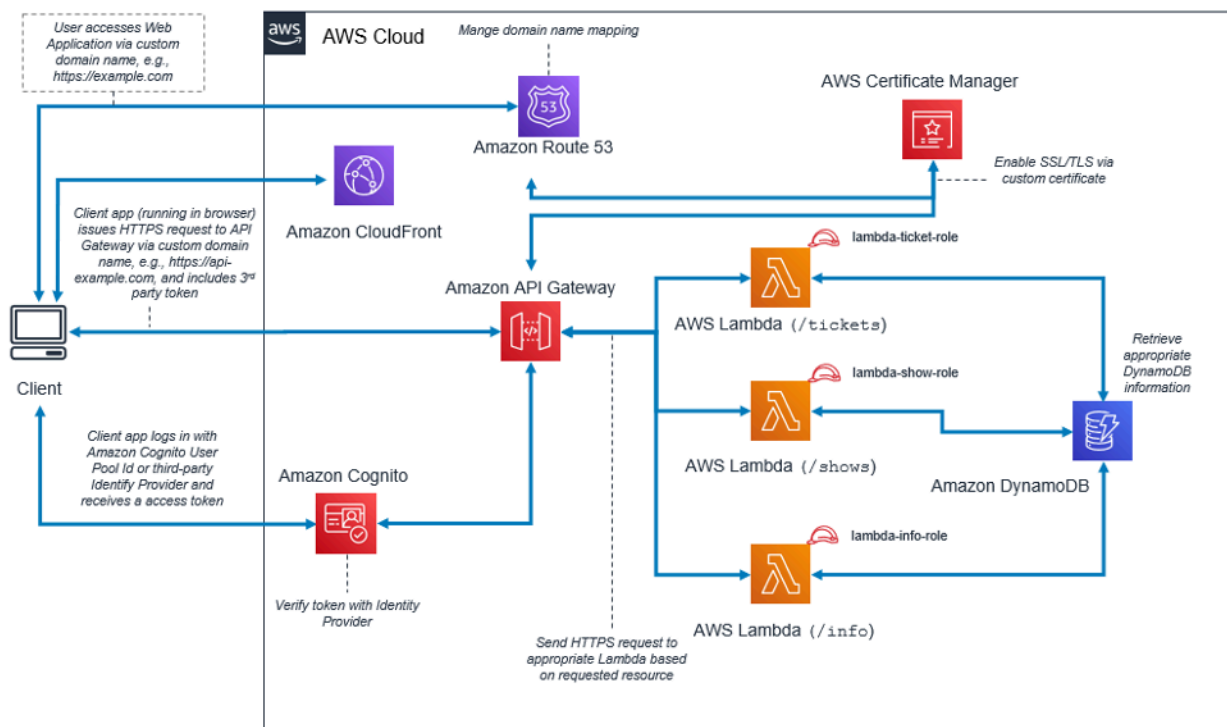 User accesses Web
Application via custom
domain name, e.g.,
https://example.com
aws
AWS Cloud
Mange domain name mapping
53
Amazon Route 53
AWS Certificate Manager
Enable SSL/TLS via
custom certificate
Amazon CloudFront
Client app (running in browser)
issues HTTPS request to API
Gateway via custom domain
name, e.g., https://api-
example.com, and includes 3rd
party token
Amazon API Gateway
lambda-ticket-role
AWS Lambda (/tickets)
Client
lambda-show-role
AWS Lambda (/shows)
Retrieve
appropriate
DynamoDB
information
Amazon DynamoDB
Client app logs in with
Amazon Cognito User
Pool Id or third-party
Identify Provider and
receives a access token
Amazon Cognito
lambda-info-role
AWS Lambda (/info)
Verify token with Identity
Provider
Send HTTPS request to
appropriate Lambda based
on requested resource